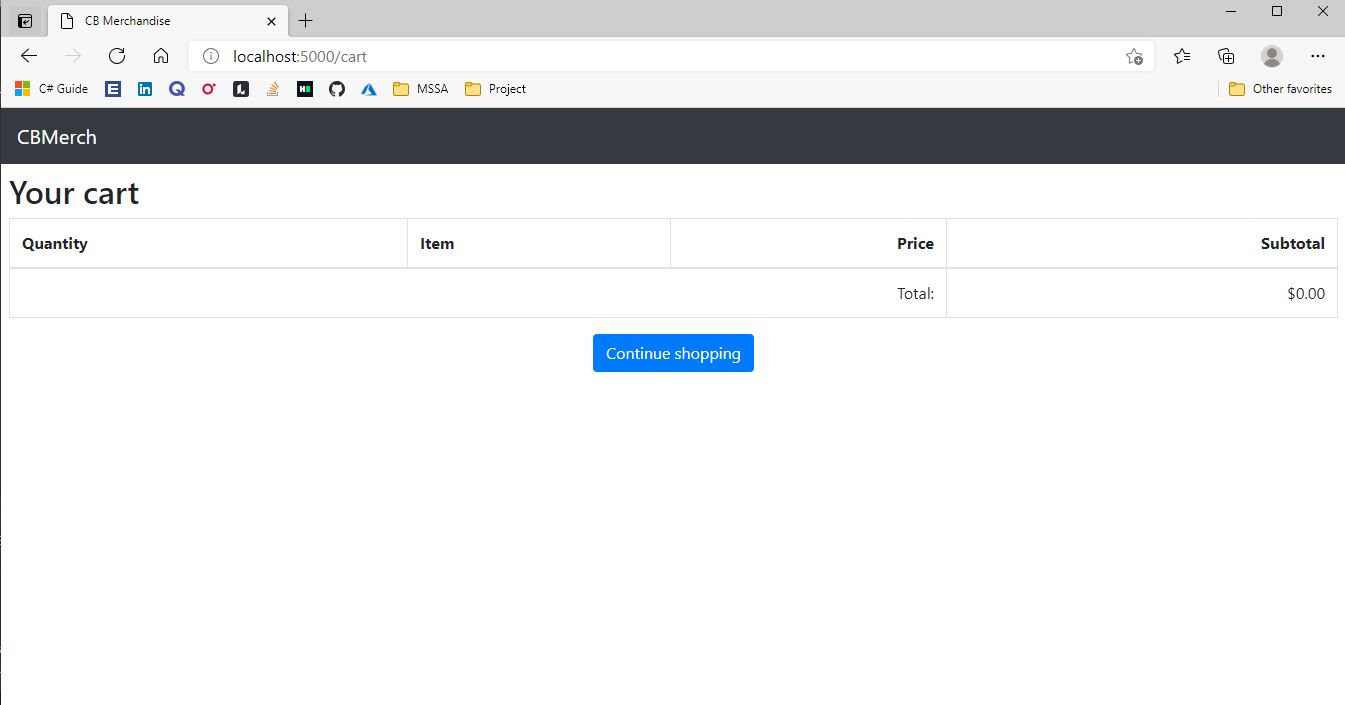 CB Merchandise
localhost:5000/cart
C# Guide MSSA Project Other favorites
CBMerch
Your cart
Quantity Item Price Subtotal
Total: $0.00
Continue shopping